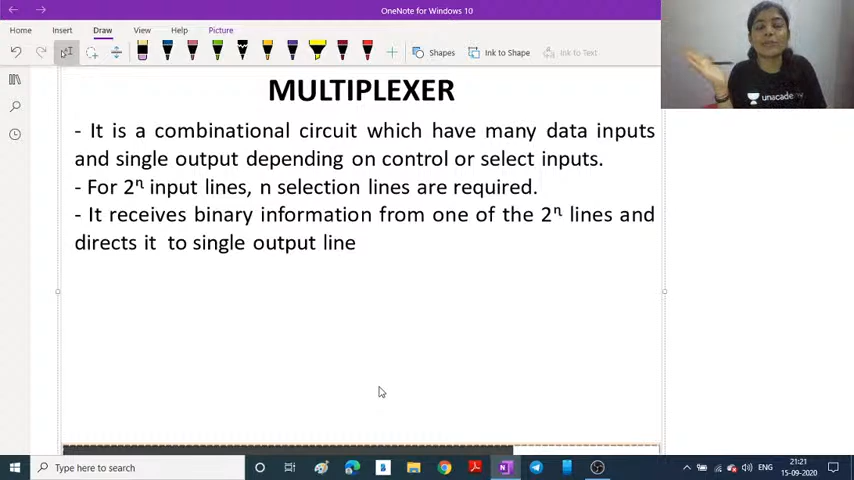 OneNote for Windows 10
Home Insert Draw View Help Picture
Shapes Ink to Shape Ink to Text
MULTIPLEXER
- It is a combinational circuit which have many data inputs
and single output depending on control or select inputs.
- For 2ⁿ input lines, n selection lines are required.
- It receives binary information from one of the 2ⁿ lines and
directs it to single output line
unacademy
Type here to search
ENG
21:21
15-09-2020